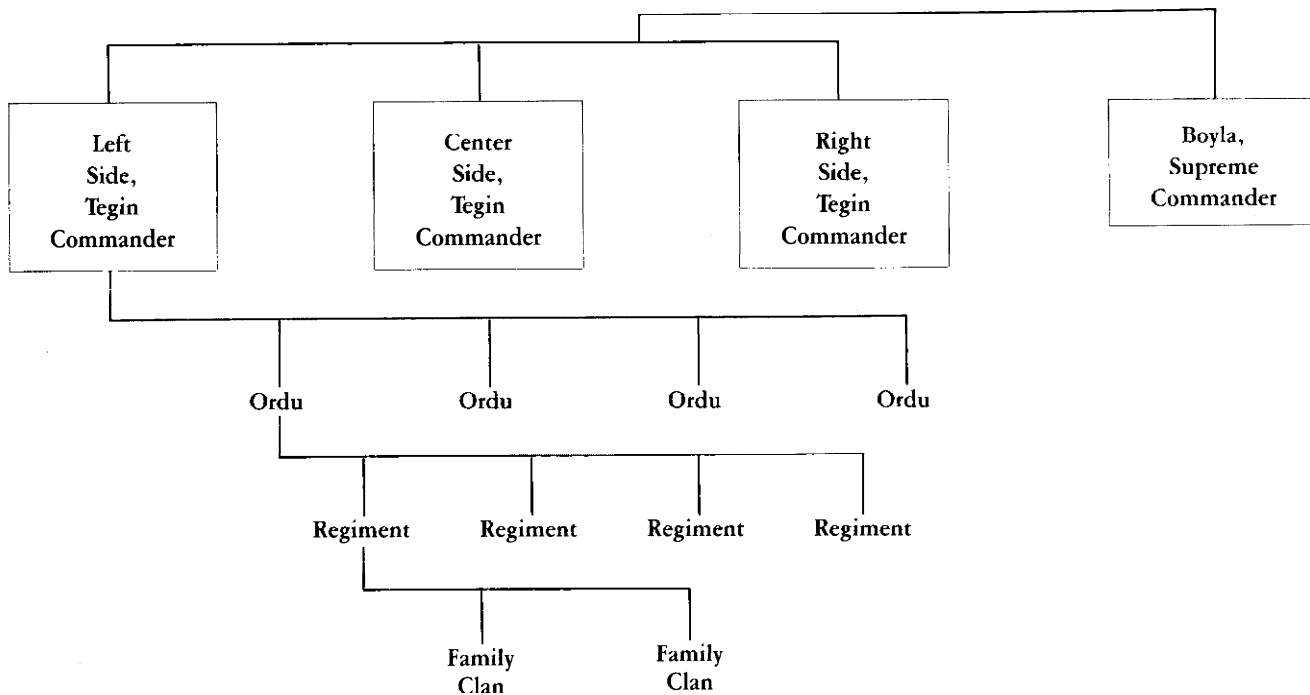 Left
Side,
Tegin
Commander
Center
Side,
Tegin
Commander
Right
Side,
Tegin
Commander
Boyla,
Supreme
Commander
Ordu
Ordu
Ordu
Ordu
Regiment
Regiment
Regiment
Regiment
Family
Clan
Family
Clan